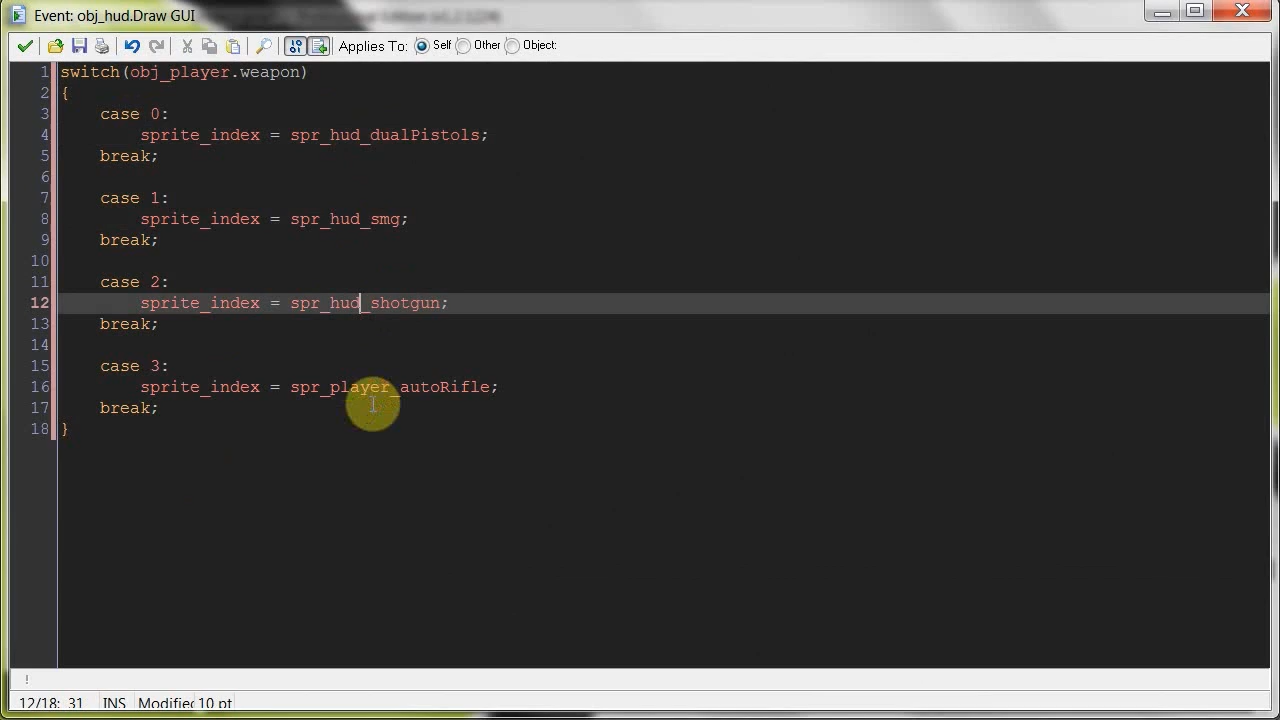 Event: obj_hud.Draw GUI
Applies To: Self Other Object:
1 switch(obj_player.weapon)
2 {
3 case 0:
4 sprite_index = spr_hud_dualPistols;
5 break;
6
7 case 1:
8 sprite_index = spr_hud_smg;
9 break;
10
11 case 2:
12 sprite_index = spr_hud_shotgun;
13 break;
14
15 case 3:
16 sprite_index = spr_player_autoRifle;
17 break;
18 }
!
12/18: 31 INS Modified 10 pt